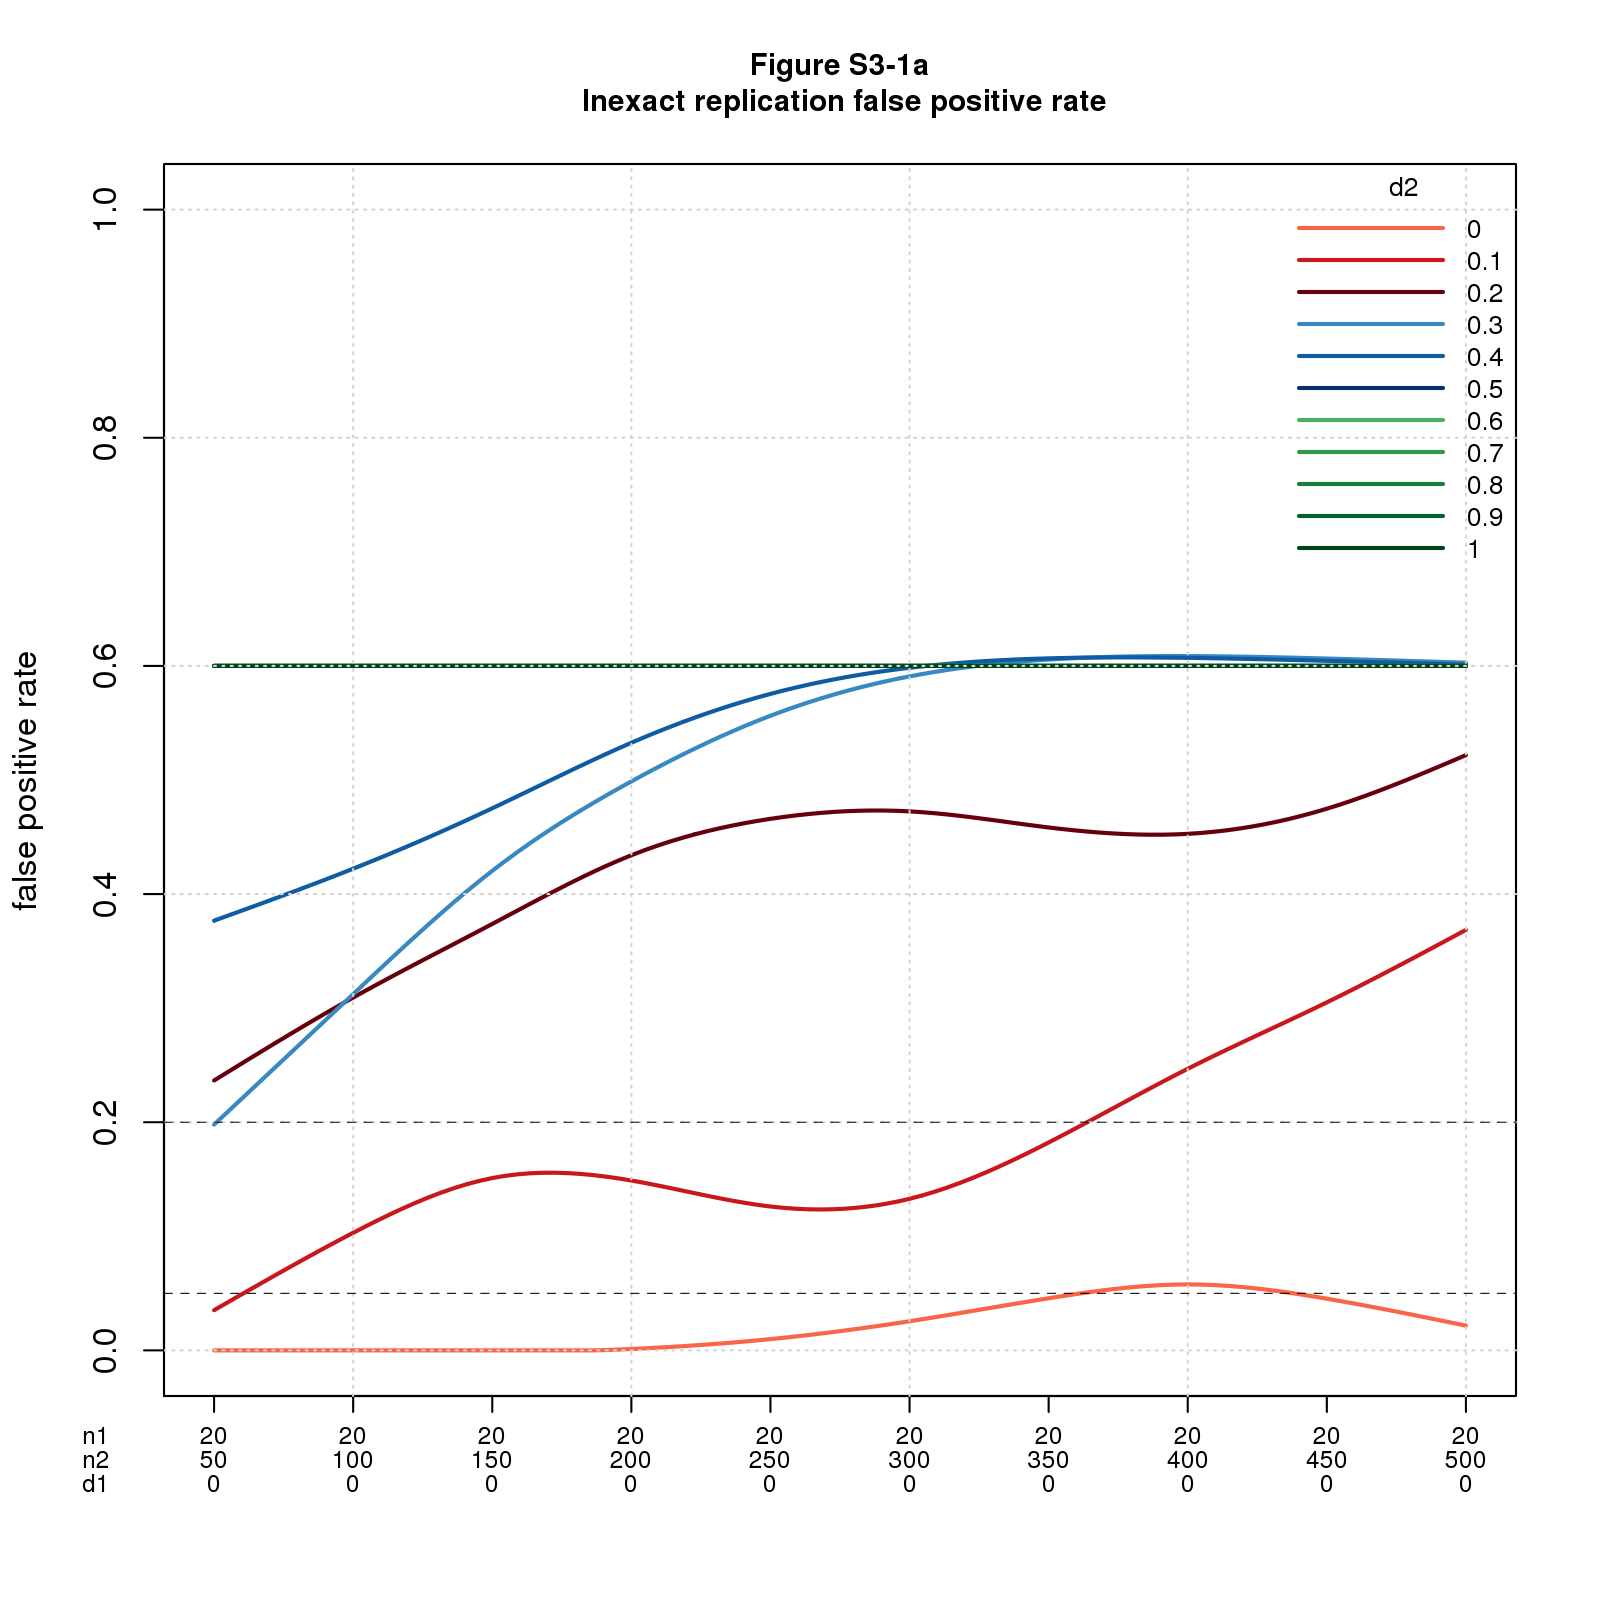 Figure S3-1a
Inexact replication false positive rate
d2
0
0.1
0.2
0.3
0.4
0.5
0.6
0.7
0.8
0.9
1
false positive rate
1.0
0.8
0.6
0.4
0.2
0.0
n1 20 20 20 20 20 20 20 20 20 20
n2 50 100 150 200 250 300 350 400 450 500
d1 0 0 0 0 0 0 0 0 0 0